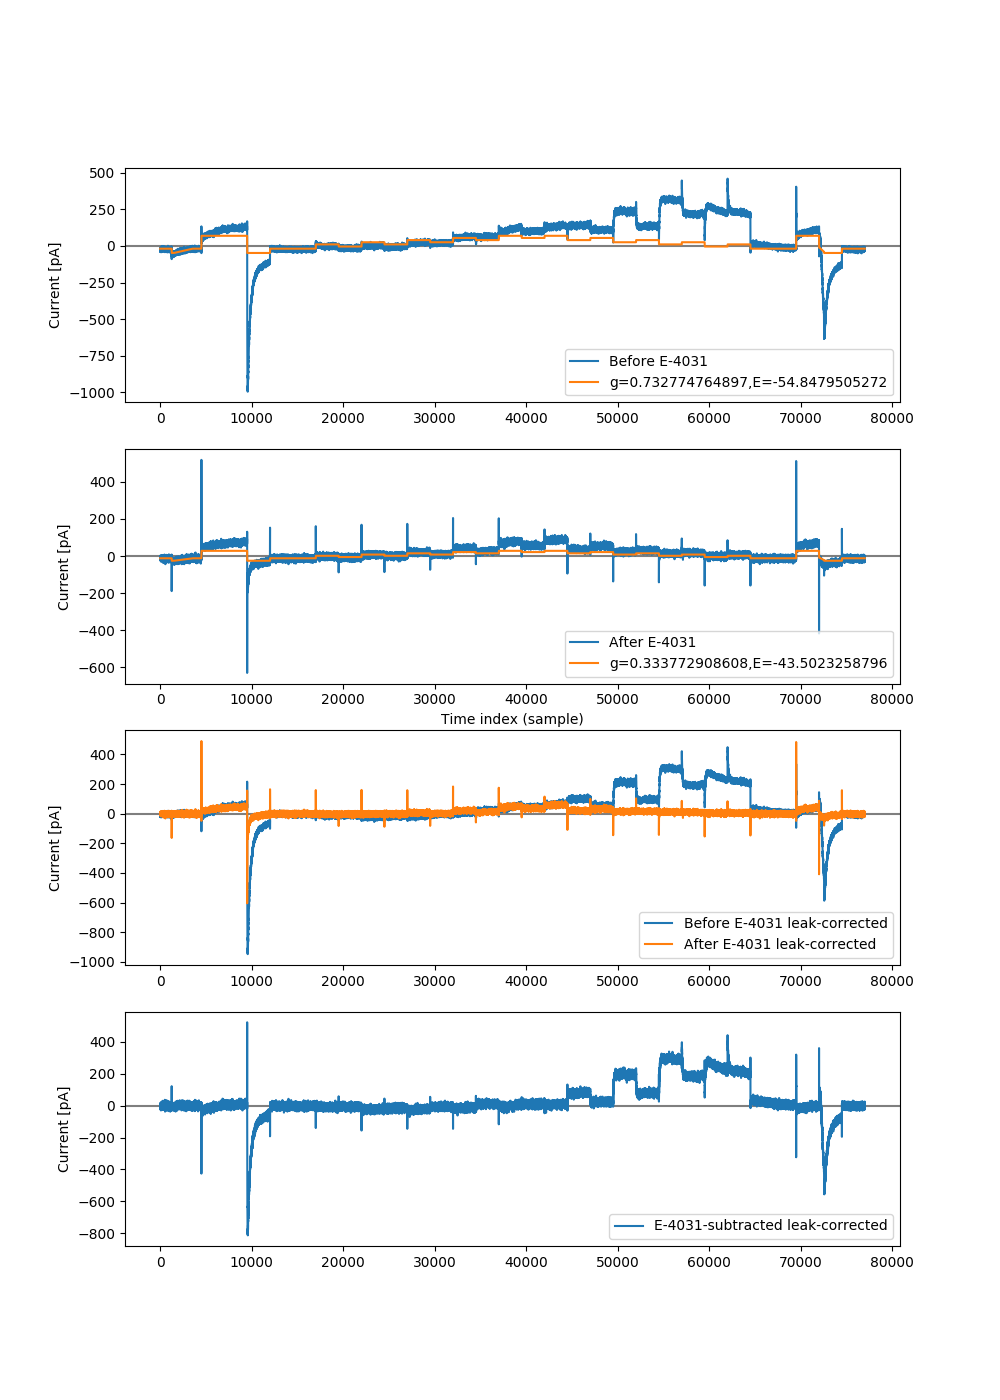 500
250
0
−250
−500
−750
−1000
Current [pA]
Before E-4031
g=0.732774764897,E=-54.8479505272
0 10000 20000 30000 40000 50000 60000 70000 80000
400
200
0
−200
−400
−600
Current [pA]
After E-4031
g=0.333772908608,E=-43.5023258796
0 10000 20000 30000 40000 50000 60000 70000 80000
Time index (sample)
400
200
0
−200
−400
−600
−800
−1000
Current [pA]
Before E-4031 leak-corrected
After E-4031 leak-corrected
0 10000 20000 30000 40000 50000 60000 70000 80000
400
200
0
−200
−400
−600
−800
Current [pA]
E-4031-subtracted leak-corrected
0 10000 20000 30000 40000 50000 60000 70000 80000